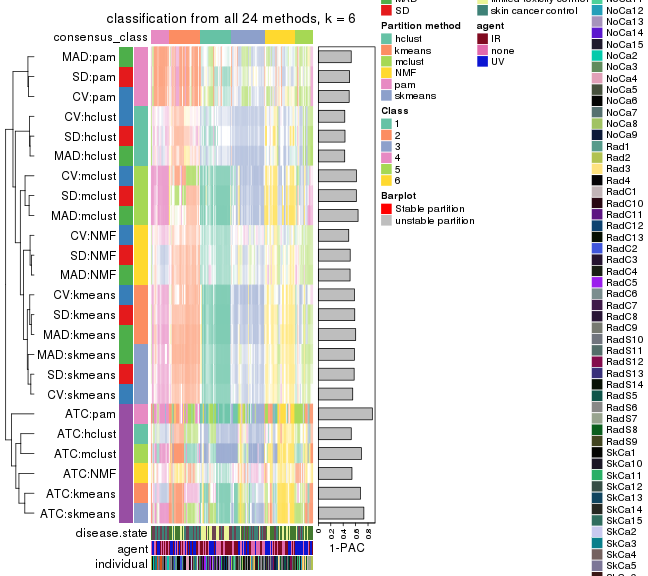 classification from all 24 methods, k = 6
consensus_class
MAD:pam
SD:pam
CV:pam
CV:hclust
SD:hclust
MAD:hclust
CV:mclust
SD:mclust
MAD:mclust
CV:NMF
SD:NMF
MAD:NMF
CV:kmeans
SD:kmeans
MAD:kmeans
MAD:skmeans
SD:skmeans
CV:skmeans
ATC:pam
ATC:hclust
ATC:mclust
ATC:NMF
ATC:kmeans
ATC:skmeans
disease.state
agent
individual
0
0.2
0.4
0.6
0.8
1-PAC
SD
Partition method
hclust
kmeans
mclust
NMF
pam
skmeans
Class
1
2
3
4
5
6
Barplot
Stable partition
unstable partition
skin cancer control
agent
IR
none
UV
NoCa12
NoCa13
NoCa14
NoCa15
NoCa2
NoCa3
NoCa4
NoCa5
NoCa6
NoCa7
NoCa8
NoCa9
Rad1
Rad2
Rad3
Rad4
RadC1
RadC10
RadC11
RadC12
RadC13
RadC2
RadC3
RadC4
RadC5
RadC6
RadC7
RadC8
RadC9
RadS10
RadS11
RadS12
RadS13
RadS14
RadS5
RadS6
RadS7
RadS8
RadS9
SkCa1
SkCa10
SkCa11
SkCa12
SkCa13
SkCa14
SkCa15
SkCa2
SkCa3
SkCa4
SkCa5